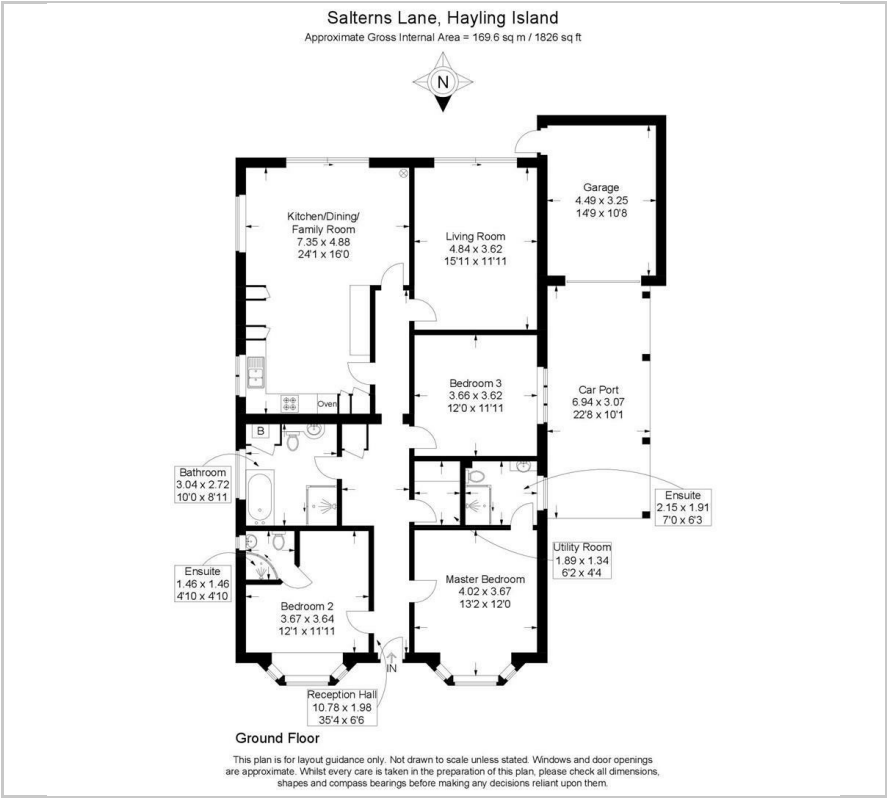 Salterns Lane, Hayling Island
Approximate Gross Internal Area = 169.6 sq m / 1826 sq ft
N
Garage
4.49 x 3.25
14'9 x 10'8
Kitchen/Dining/
Family Room
7.35 x 4.88
24'1 x 16'0
Living Room
4.84 x 3.62
15'11 x 11'11
Bedroom 3
3.66 x 3.62
12'0 x 11'11
Car Port
6.94 x 3.07
22'8 x 10'1
Oven
B
Bathroom
3.04 x 2.72
10'0 x 8'11
Ensuite
2.15 x 1.91
7'0 x 6'3
Utility Room
1.89 x 1.34
6'2 x 4'4
Ensuite
1.46 x 1.46
4'10 x 4'10
Master Bedroom
4.02 x 3.67
13'2 x 12'0
Bedroom 2
3.67 x 3.64
12'1 x 11'11
IN
Reception Hall
10.78 x 1.98
35'4 x 6'6
Ground Floor
This plan is for layout guidance only. Not drawn to scale unless stated. Windows and door openings
are approximate. Whilst every care is taken in the preparation of this plan, please check all dimensions,
shapes and compass bearings before making any decisions reliant upon them.